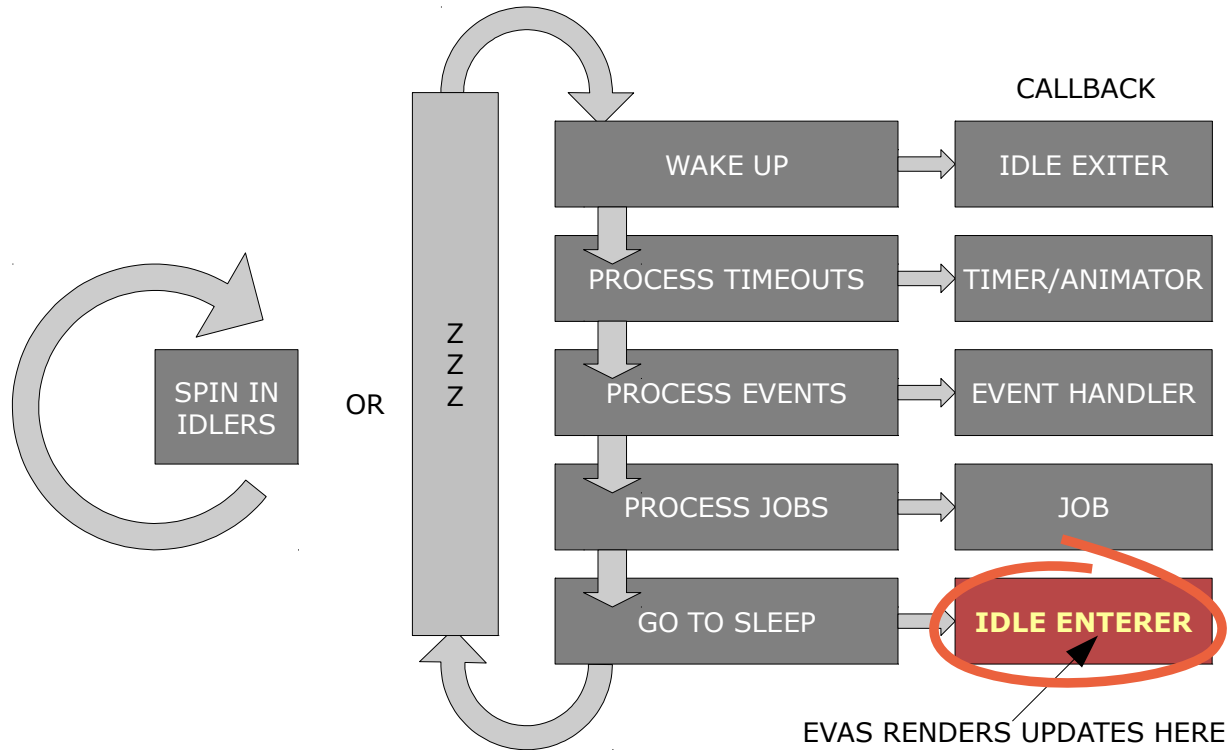 CALLBACK
WAKE UP
IDLE EXITER
PROCESS TIMEOUTS
TIMER/ANIMATOR
SPIN IN
IDLERS
OR
Z
Z
Z
PROCESS EVENTS
EVENT HANDLER
PROCESS JOBS
JOB
GO TO SLEEP
IDLE ENTERER
EVAS RENDERS UPDATES HERE